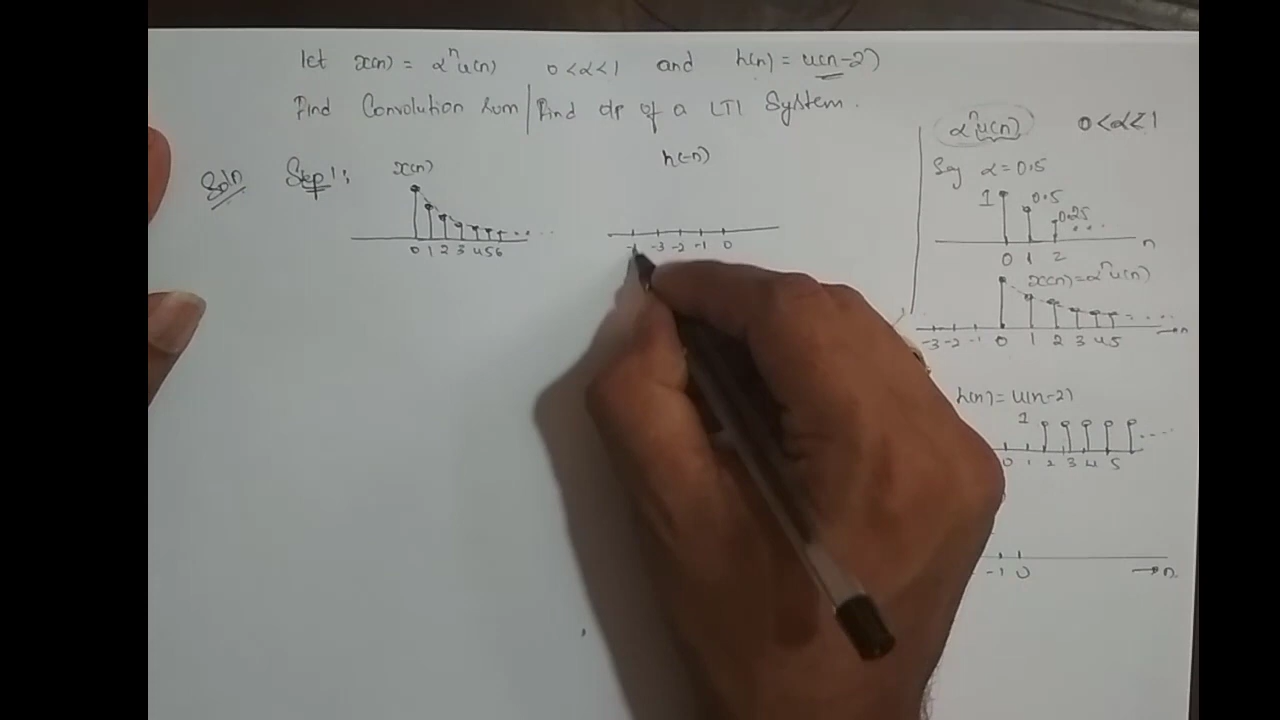 let x(n) = αⁿu(n) 0<α<1 and h(n) = u(n-2)
Find Convolution sum/Find o/p of a LTI System.
Soln Step 1: x(n)
0 1 2 3 4 5 6
h(-n)
-3 -2 -1 0
αⁿu(n) 0<α<1
Say α = 0.5
1 0.5 0.25 ...
0 1 2 n
x(n)=αⁿu(n)
-3 -2 -1 0 1 2 3 4 5 n
h(n) = u(n-2)
1
0 1 2 3 4 5
-1 0 n